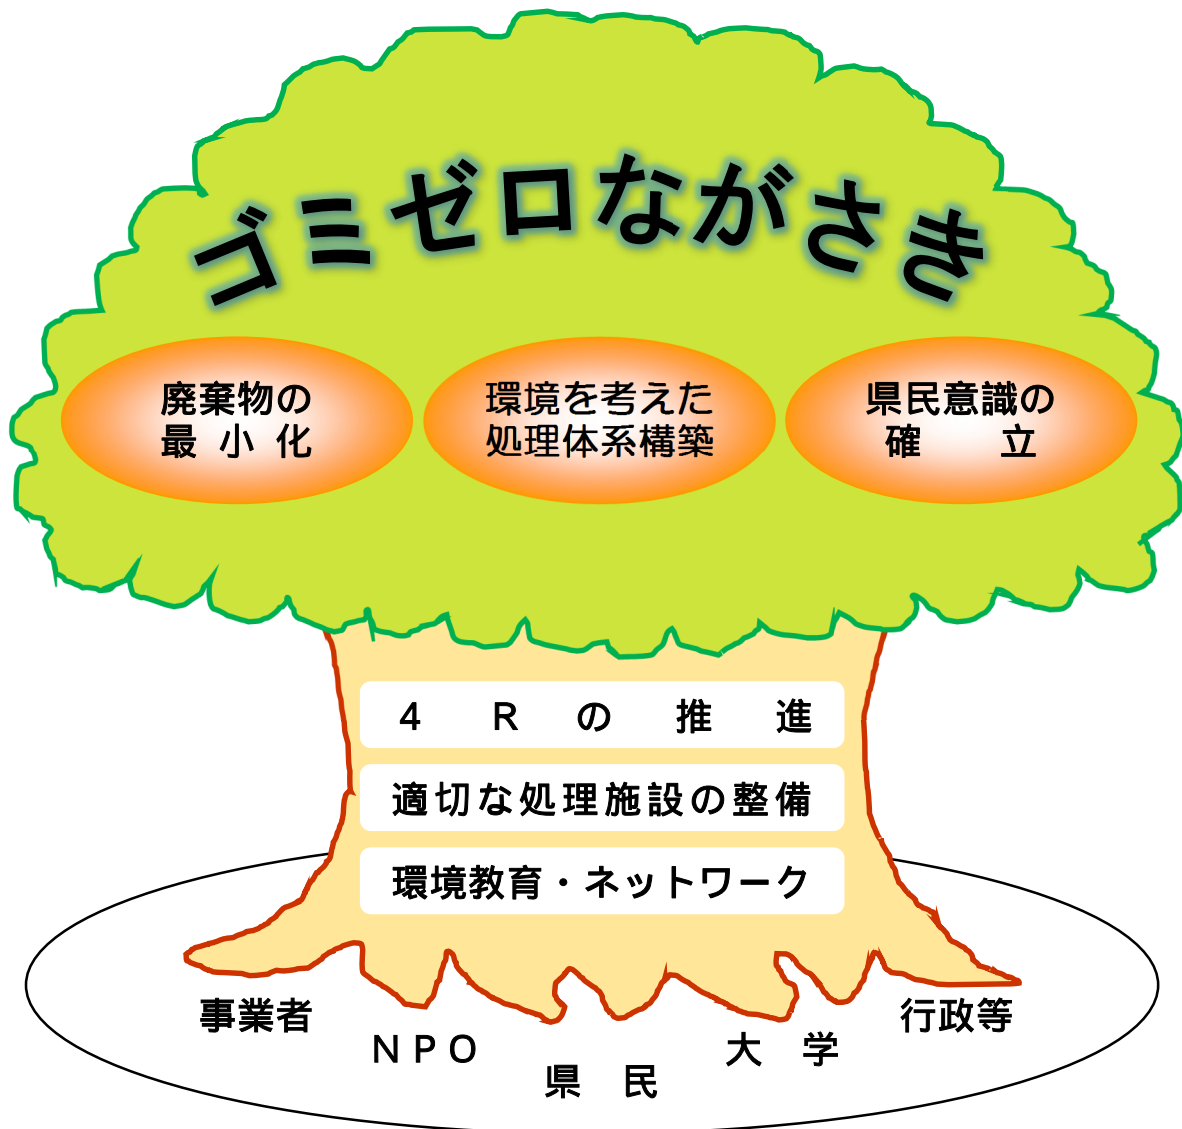 ゴミゼロながさき
廃棄物の
最小化
環境を考えた
処理体系構築
県民意識の
確立
4Rの推進
適切な処理施設の整備
環境教育・ネットワーク
事業者
NPO
県民
大学
行政等